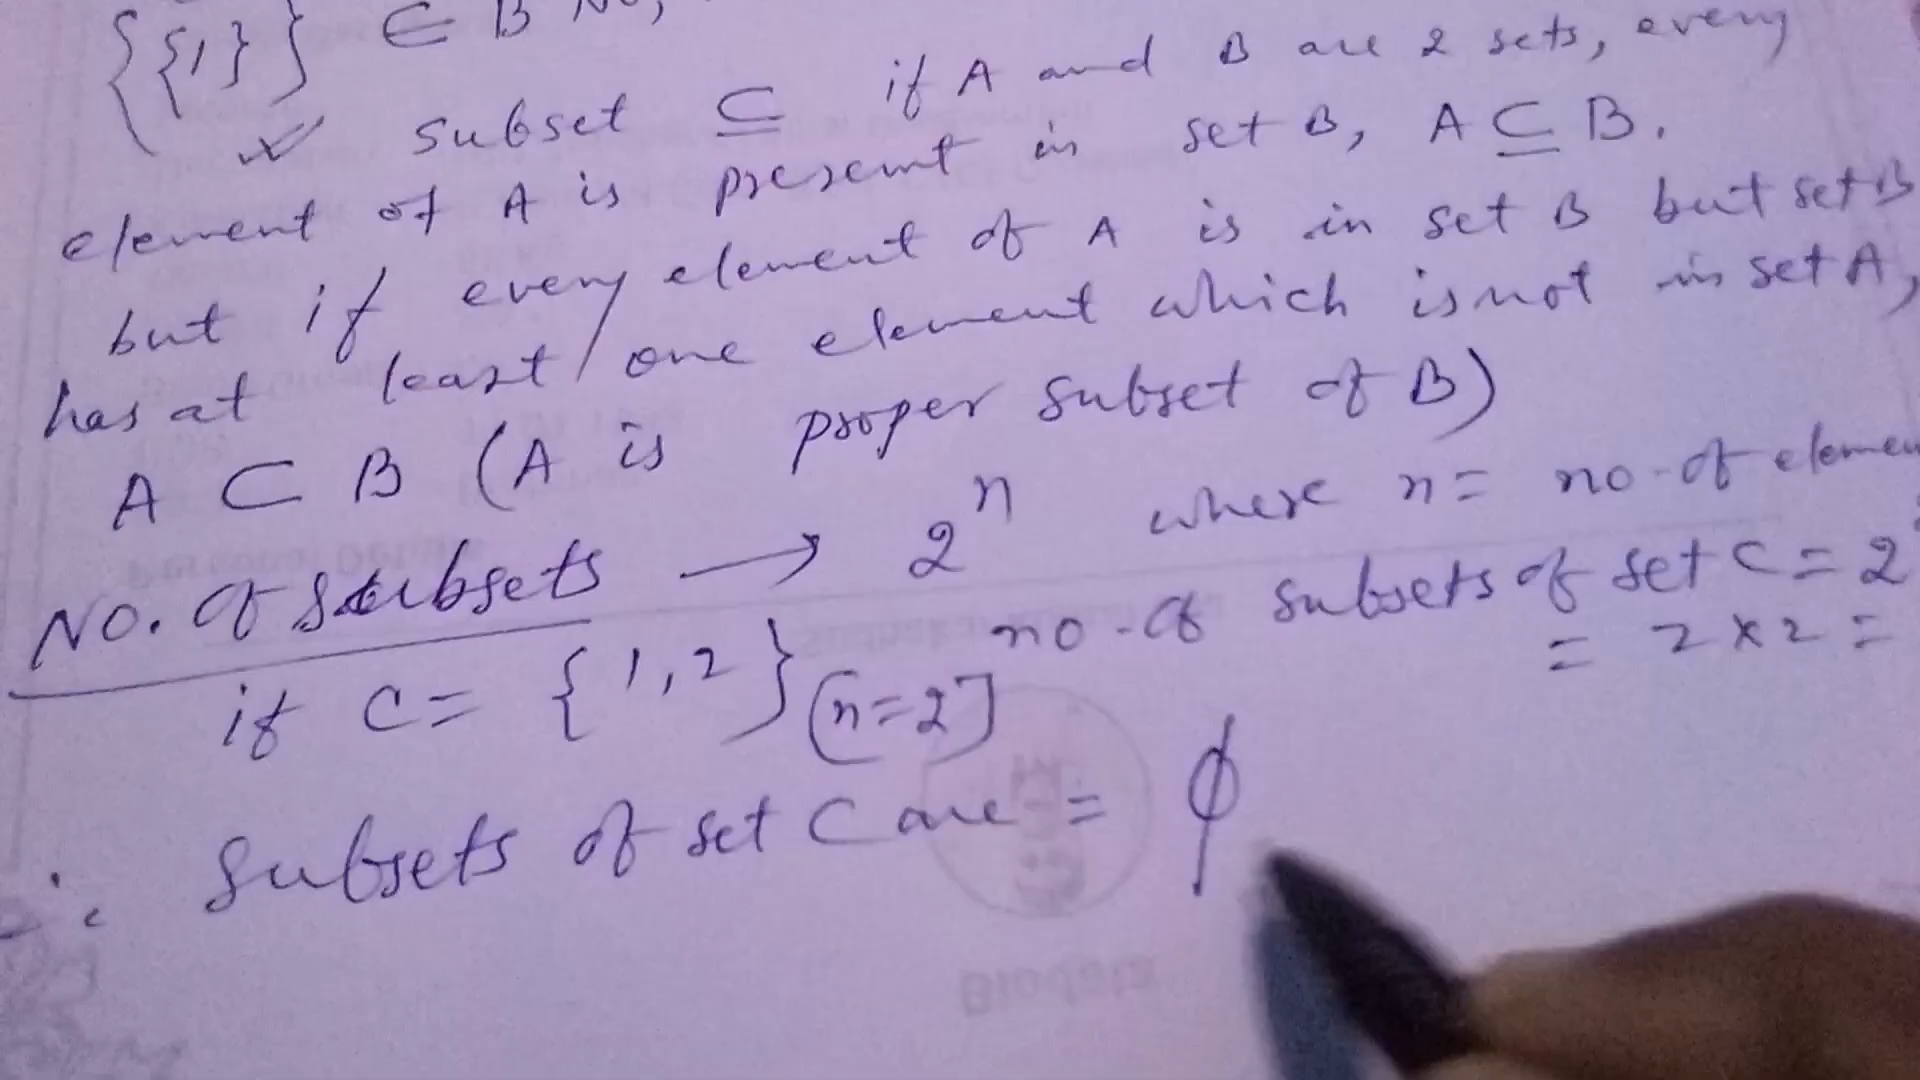 {{1}} ∈ B No,
subset ⊆ if A and B are 2 sets, every
element of A is present in set B, A ⊆ B.
but if every element of A is in set B but set B
has at least one element which is not in set A,
A ⊂ B (A is proper subset of B)
No. of subsets → 2^n where n = no. of elemen
if C = {1,2} [n=2] no. of subsets of set C = 2
= 2 x 2 =
∴ Subsets of set C are = φ
Biodata